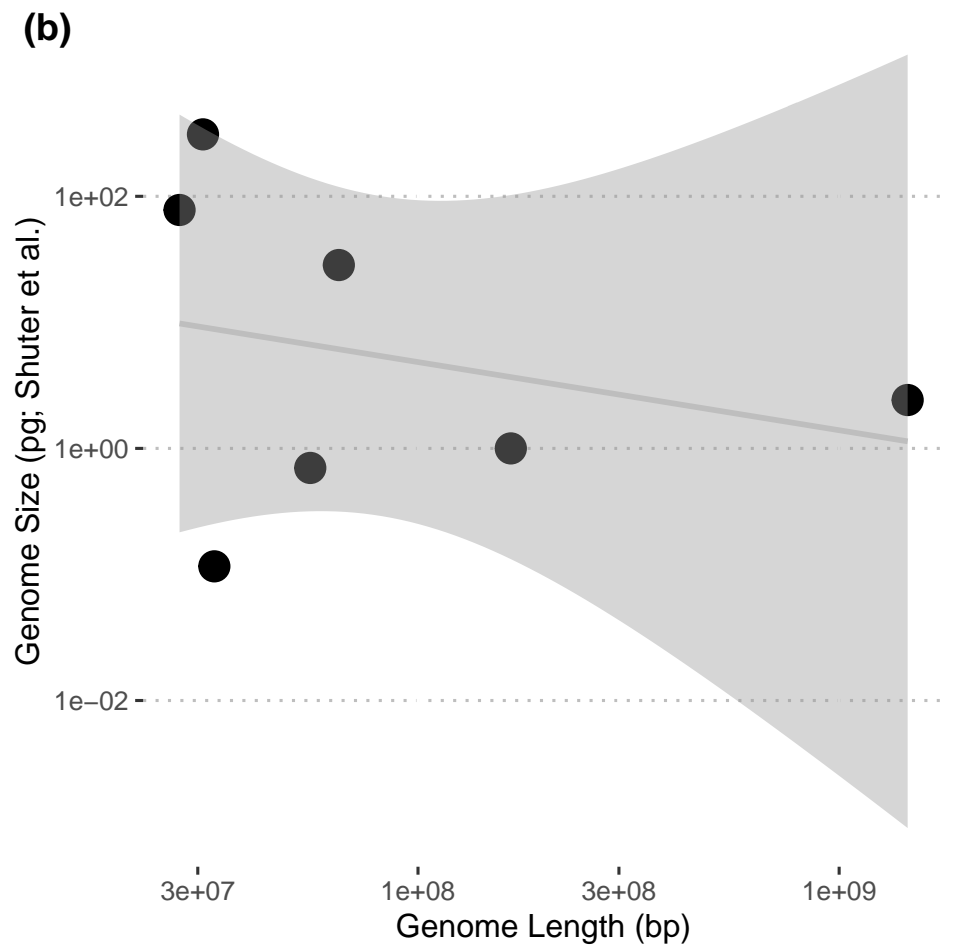 (b)
Genome Size (pg; Shuter et al.)
1e+02
1e+00
1e−02
3e+07 1e+08 3e+08 1e+09
Genome Length (bp)